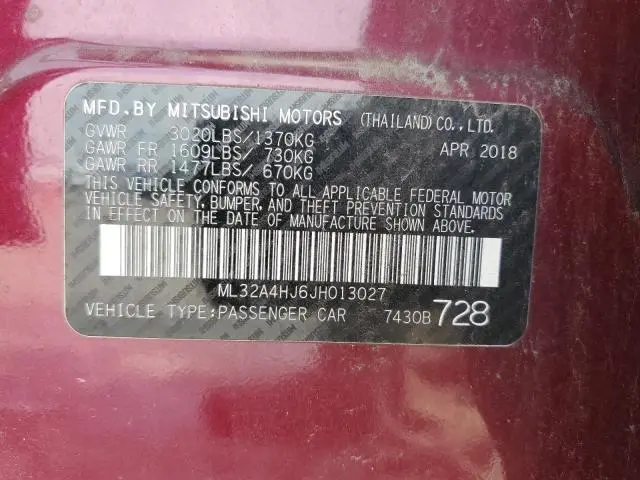 MFD.BY MITSUBISHI MOTORS (THAILAND)CO.,LTD.
GVWR 3020LBS/1370KG APR 2018
GAWR FR 1609LBS/ 730KG
GAWR RR 1477LBS/ 670KG
THIS VEHICLE CONFORMS TO ALL APPLICABLE FEDERAL MOTOR
VEHICLE SAFETY, BUMPER, AND THEFT PREVENTION STANDARDS
IN EFFECT ON THE DATE OF MANUFACTURE SHOWN ABOVE.
ML32A4HJ6JH013027
VEHICLE TYPE:PASSENGER CAR 7430B 728